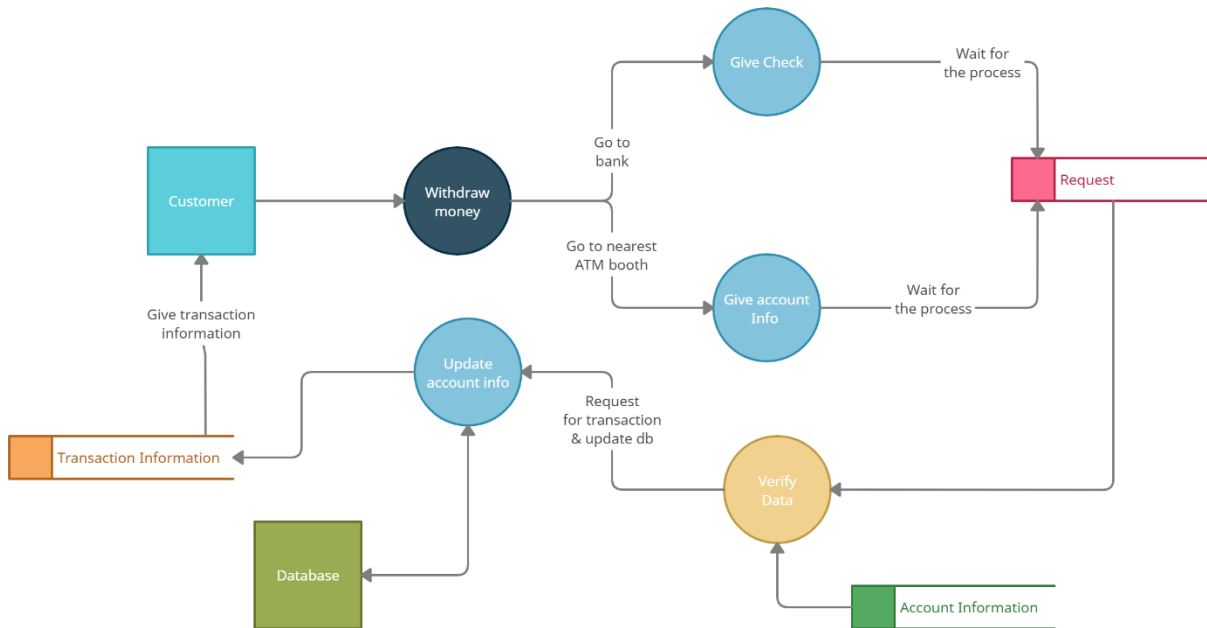 Give Check
Wait for
the process
Go to
bank
Customer
Withdraw
money
Request
Go to nearest
ATM booth
Give account
Info
Wait for
the process
Give transaction
information
Update
account info
Request
for transaction
& update db
Transaction Information
Verify
Data
Database
Account Information